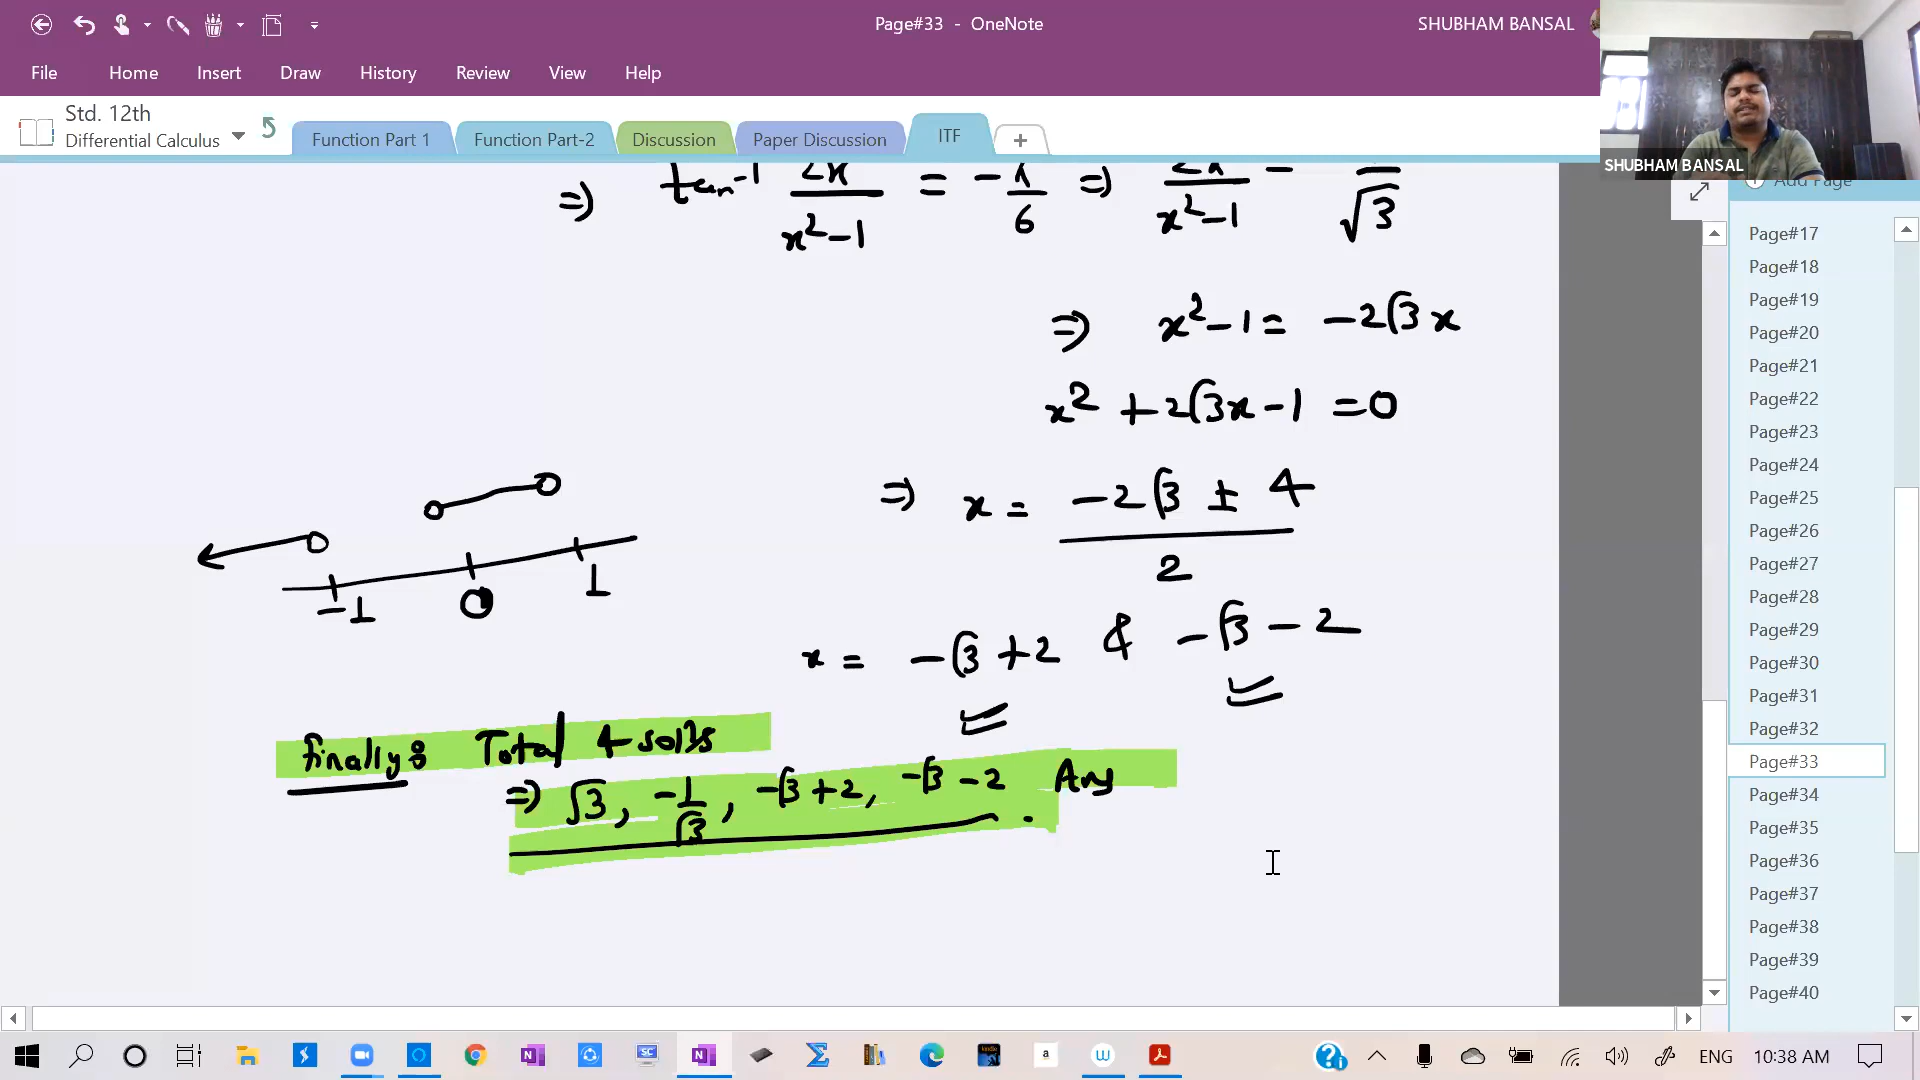 Page#33 - OneNote
SHUBHAM BANSAL
File Home Insert Draw History Review View Help
SHUBHAM BANSAL
Std. 12th
Differential Calculus
Function Part 1 Function Part-2 Discussion Paper Discussion ITF +
Add Page
⇒ tan⁻¹ 2x/(x²-1) = -π/6 ⇒ 2x/(x²-1) = /√3
⇒ x²-1 = -2√3 x
x² + 2√3x - 1 = 0
⇒ x = (-2√3 ± 4)/2
-1 0 1
x = -√3+2 & -√3-2
finally: Total 4 solns
⇒ √3, -1/√3, -√3+2, -√3-2 Ans.
Page#17
Page#18
Page#19
Page#20
Page#21
Page#22
Page#23
Page#24
Page#25
Page#26
Page#27
Page#28
Page#29
Page#30
Page#31
Page#32
Page#33
Page#34
Page#35
Page#36
Page#37
Page#38
Page#39
Page#40
ENG 10:38 AM